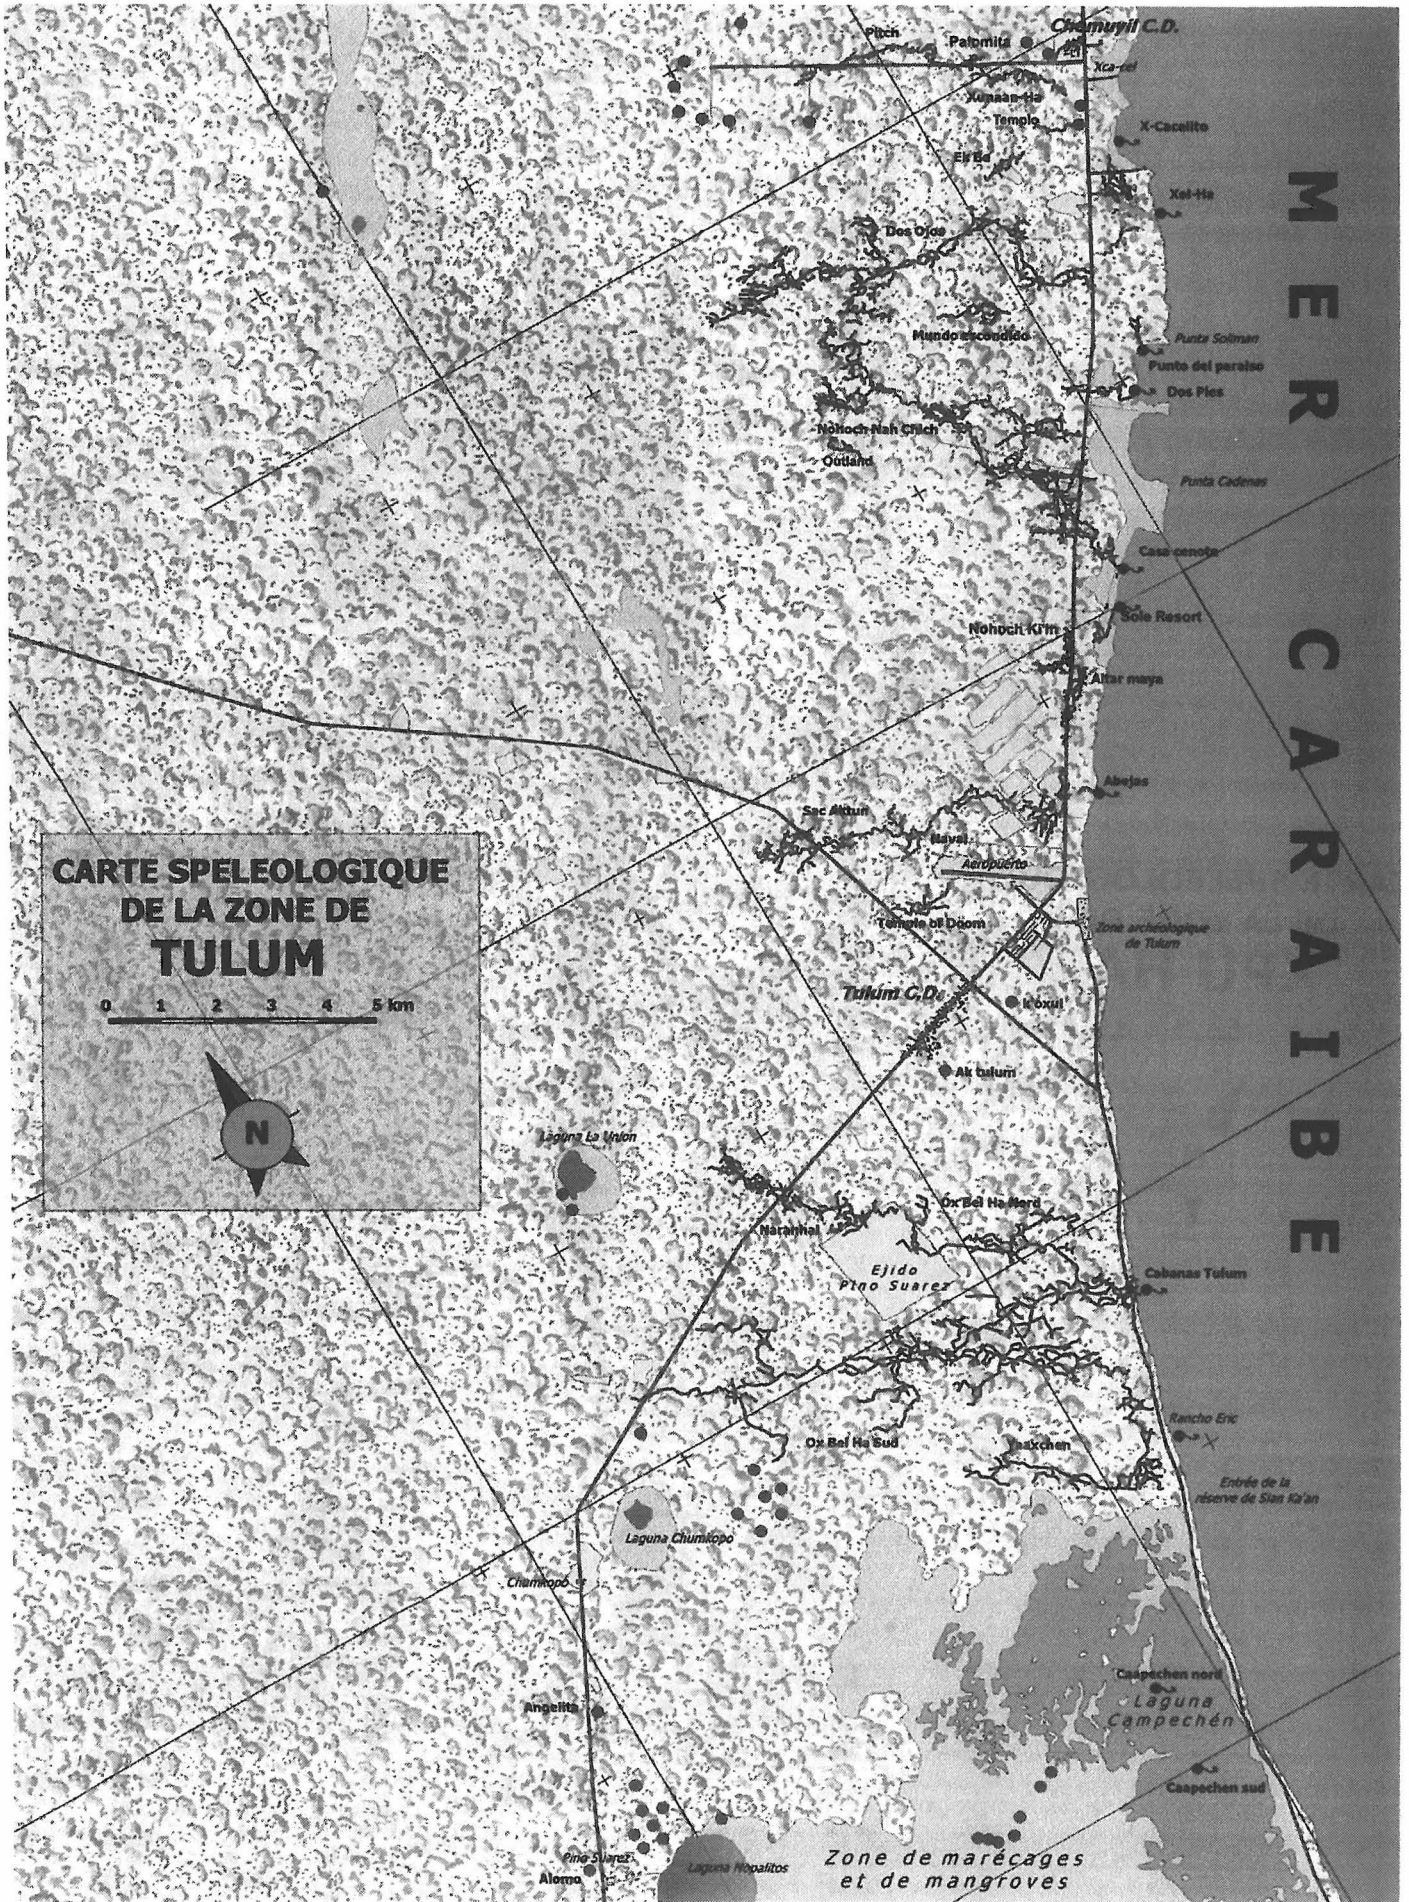 Chemuyil C.D.
Pitch
Palomita
Xca-cel
Xunaan-Ha
Templo
X-Cacelito
Ek Be
Xel-Ha
Dos Ojos
Mundo escondido
Punta Soliman
Punto del paraiso
Dos Pies
Nohoch Nah Chich
Outland
Punta Cadenas
Casa cenote
Sole Resort
Nohoch Ki'in
Altar maya
Abejas
Sac Aktun
Naval
Aeropuerto
Temple of Doom
Zone archéologique
de Tulum
Tulum C.D.
k'oxul
Ak tulum
MER CARAIBE
CARTE SPELEOLOGIQUE
DE LA ZONE DE
TULUM
0 1 2 3 4 5 km
N
Laguna La Union
Naranhal
Ox Bel Ha Nord
Ejido
Pino Suarez
Cabanas Tulum
Ox Bel Ha Sud
Yaaxchen
Rancho Eric
Entrée de la
réserve de Sian Ka'an
Laguna Chumkopo
Chumkopo
Angelita
Caapechen nord
Laguna
Campechén
Caapechen sud
Pino Suarez
Alomo
Laguna Nopalitos
Zone de marécages
et de mangroves